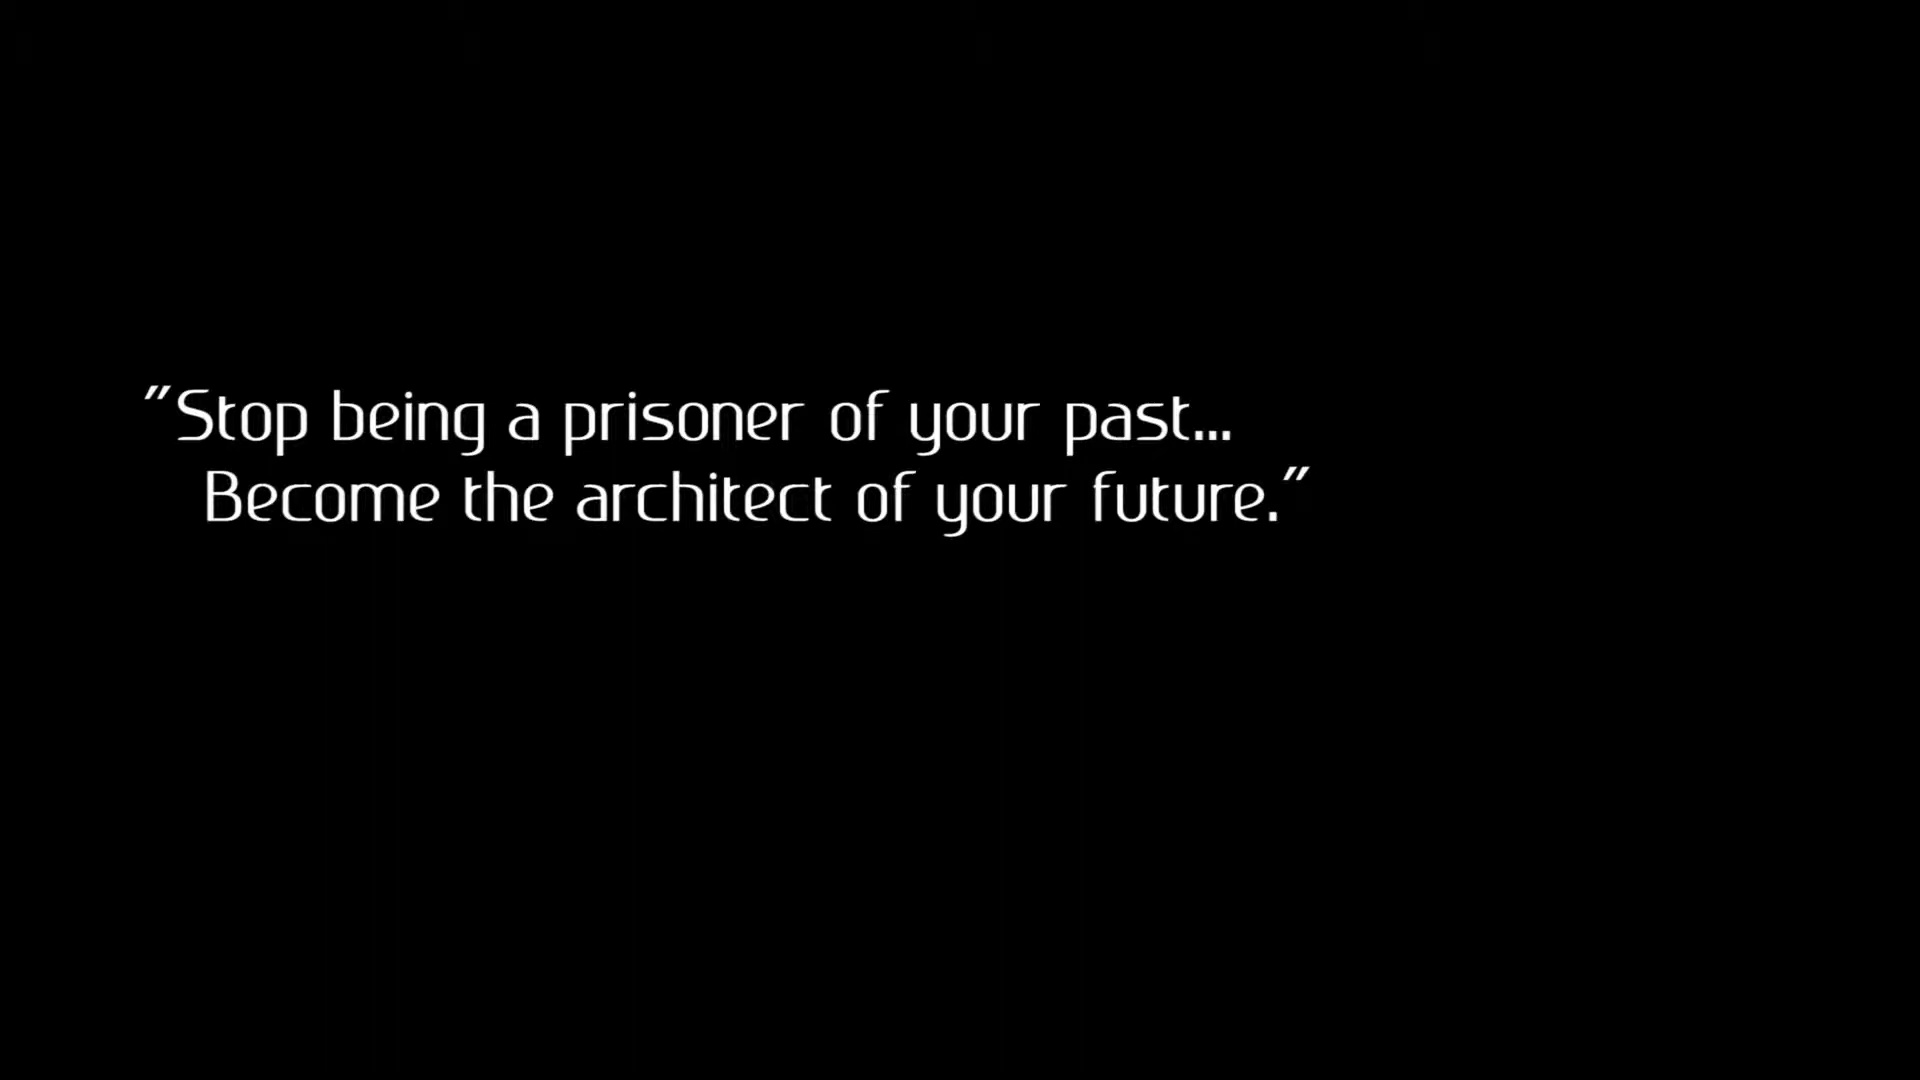 "Stop being a prisoner of your past...
Become the architect of your future."